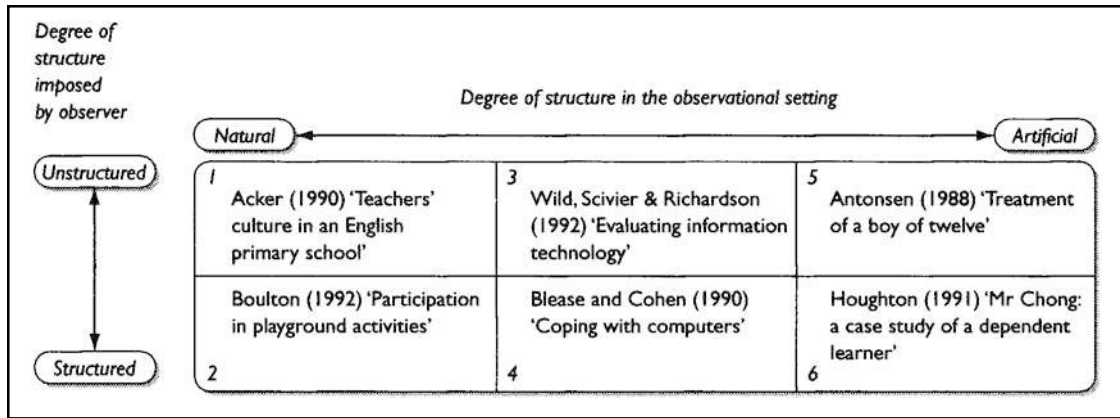 Degree of
structure
imposed
by observer
Degree of structure in the observational setting
Natural
Artificial
Unstructured
Structured
1
Acker (1990) ‘Teachers’
culture in an English
primary school’
3
Wild, Scivier & Richardson
(1992) ‘Evaluating information
technology’
5
Antonsen (1988) ‘Treatment
of a boy of twelve’
Boulton (1992) ‘Participation
in playground activities’
2
Blease and Cohen (1990)
‘Coping with computers’
4
Houghton (1991) ‘Mr Chong:
a case study of a dependent
learner’
6